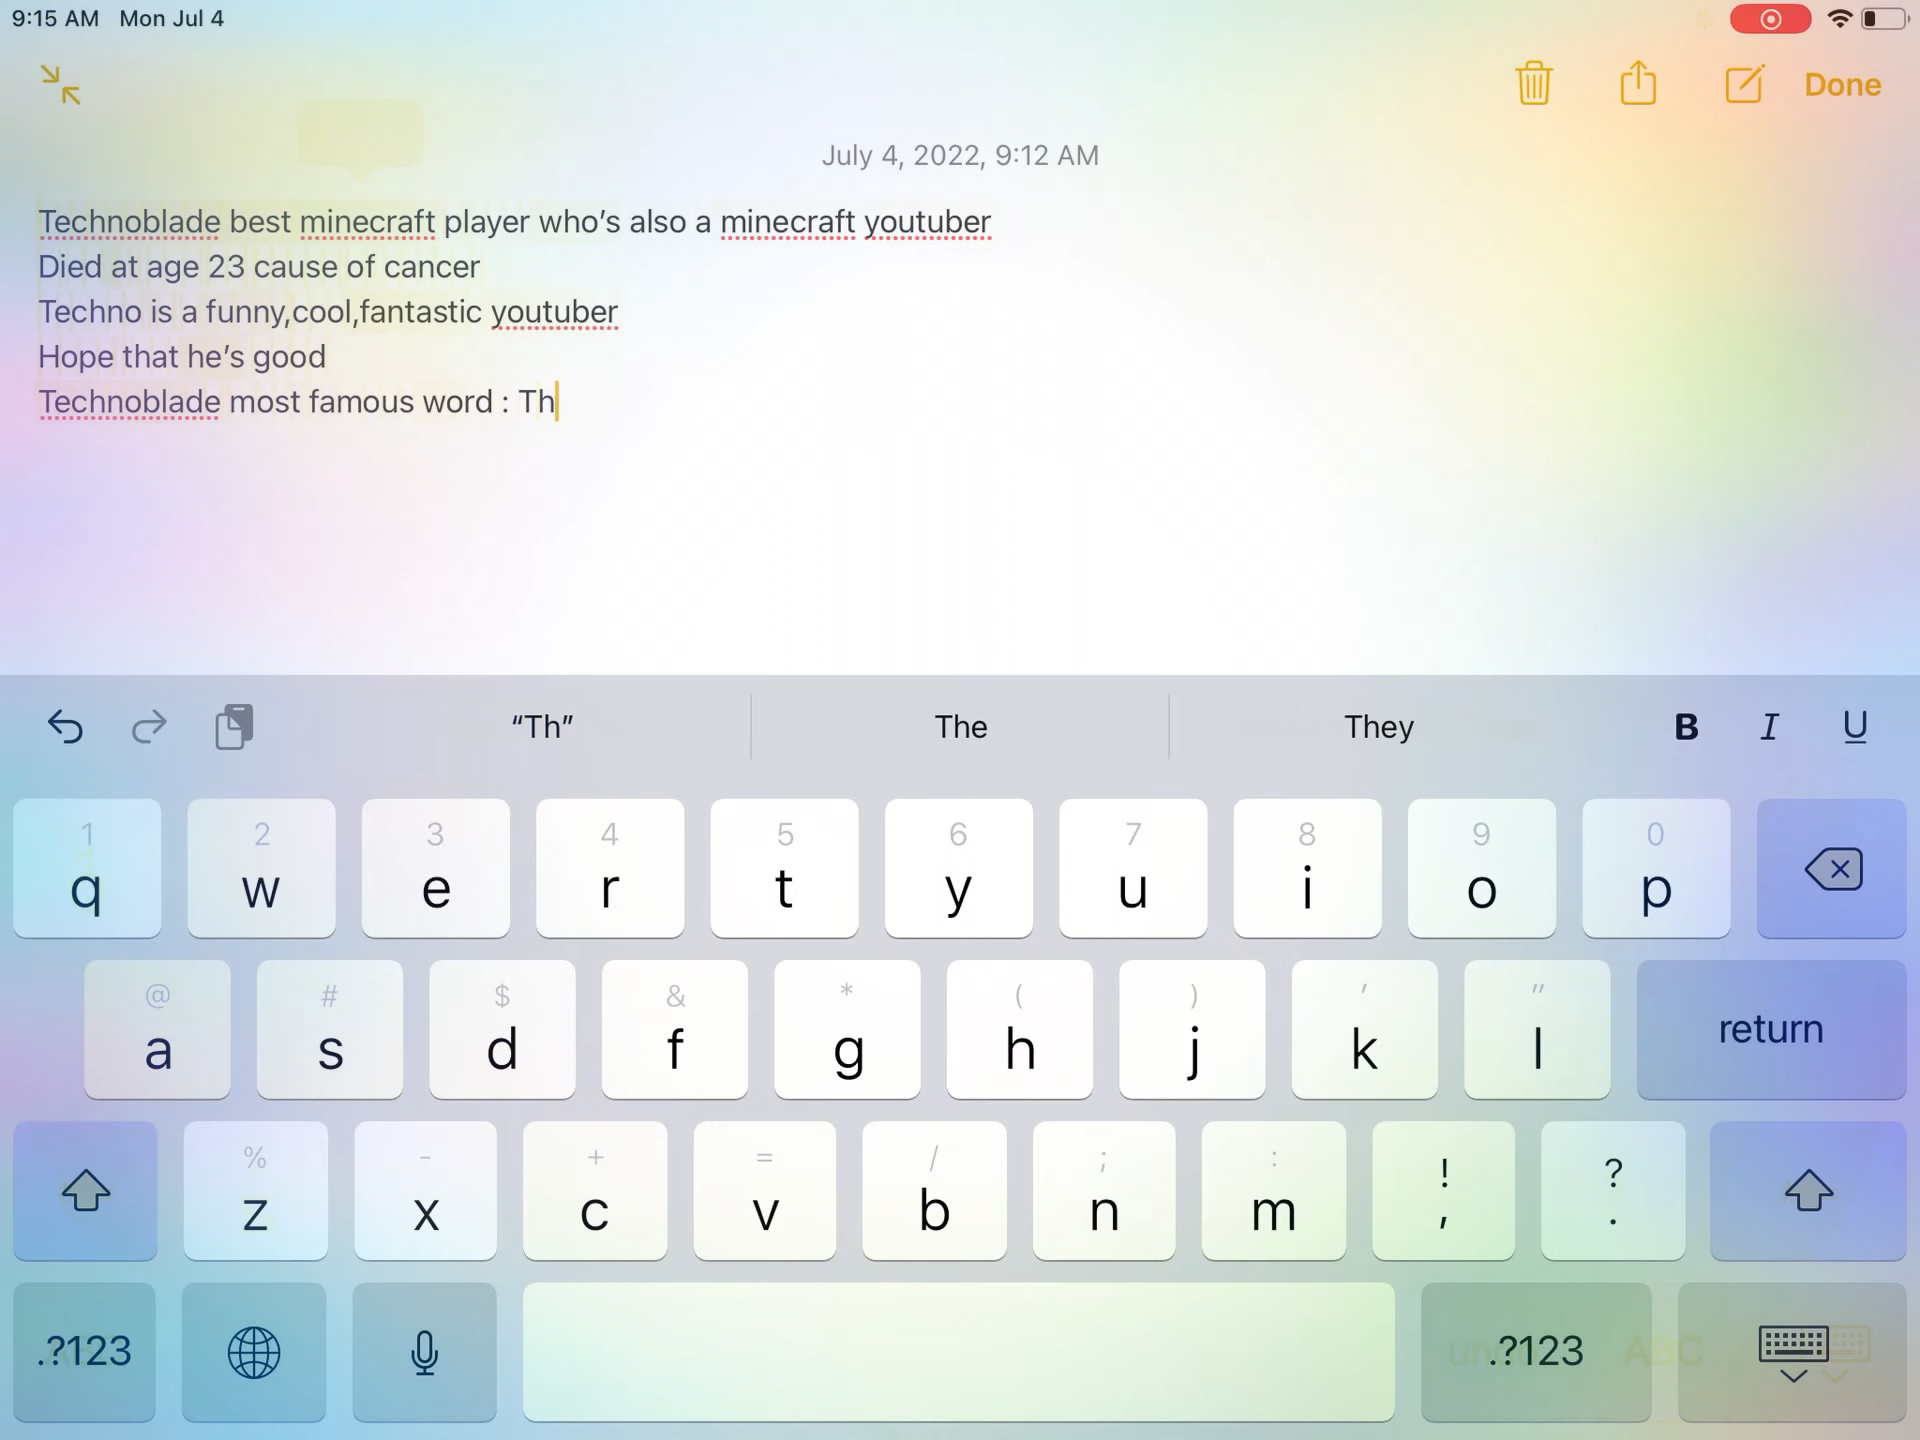 9:15 AM Mon Jul 4
Done
July 4, 2022, 9:12 AM
Technoblade best minecraft player who’s also a minecraft youtuber
Died at age 23 cause of cancer
Techno is a funny,cool,fantastic youtuber
Hope that he’s good
Technoblade most famous word : Th
“Th” The They B I U
1 2 3 4 5 6 7 8 9 0
q w e r t y u i o p
@ # $ & * ( ) ' "
a s d f g h j k l return
% - + = / ; : ! ?
z x c v b n m , .
.?123 .?123 ABC